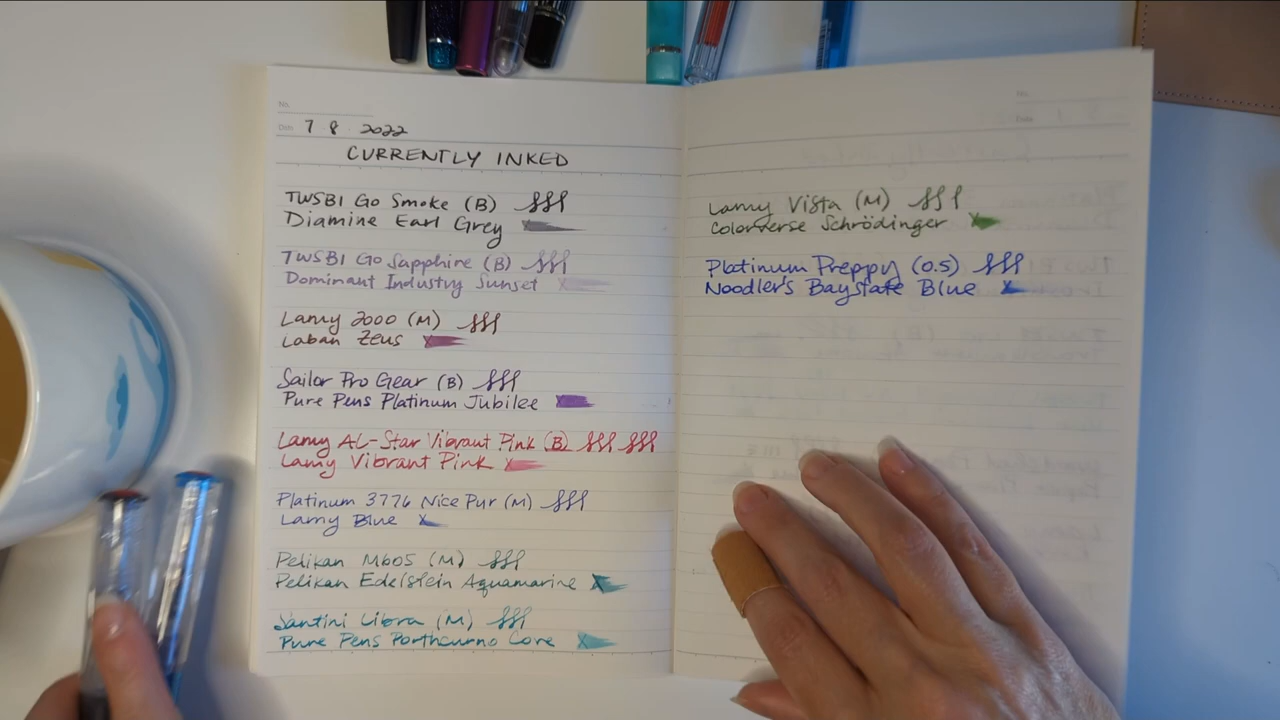 No.
Date 7 8 2022
CURRENTLY INKED
TWSBI Go Smoke (B)
Diamine Earl Grey
TWSBI Go Sapphire (B)
Dominant Industry Sunset
Lamy 2000 (M)
Laban Zeus
Sailor Pro Gear (B)
Pure Pens Platinum Jubilee
Lamy AL-Star Vibrant Pink (B)
Lamy Vibrant Pink
Platinum 3776 Nice Pur (M)
Lamy Blue
Pelikan M605 (M)
Pelikan Edelstein Aquamarine
Santini Libra (M)
Pure Pens Porthcurno Cove
No.
Date
Lamy Vista (M)
Colorverse Schrödinger
Platinum Preppy (0.5)
Noodler's Baystate Blue